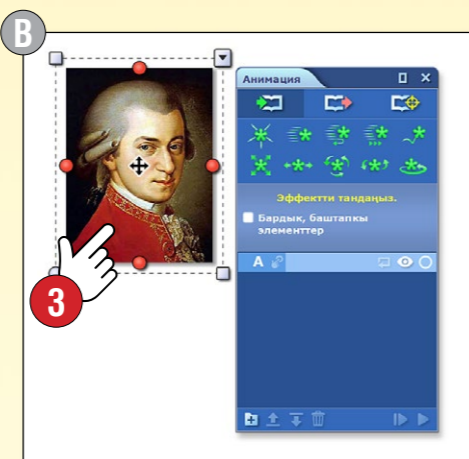 B
Анимация
Эффектти тандаңыз.
Бардык, баштапкы
элементтер
A
3